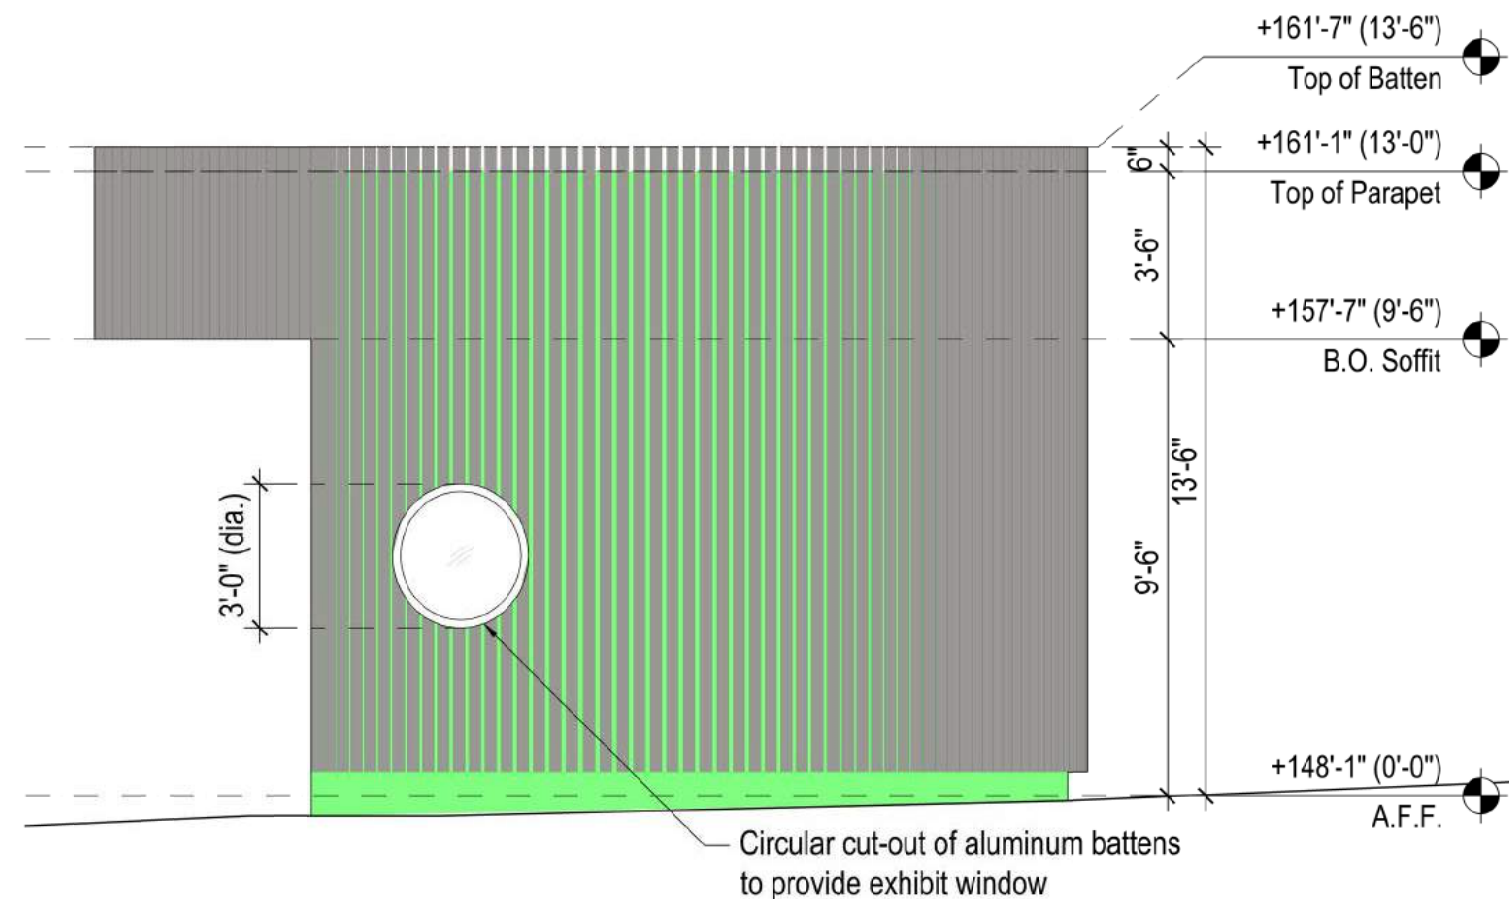 +161'-7" (13'-6")
Top of Batten
+161'-1" (13'-0")
6"
Top of Parapet
3'-6"
+157'-7" (9'-6")
B.O. Soffit
13'-6"
3'-0" (dia.)
9'-6"
+148'-1" (0'-0")
A.F.F.
Circular cut-out of aluminum battens
to provide exhibit window